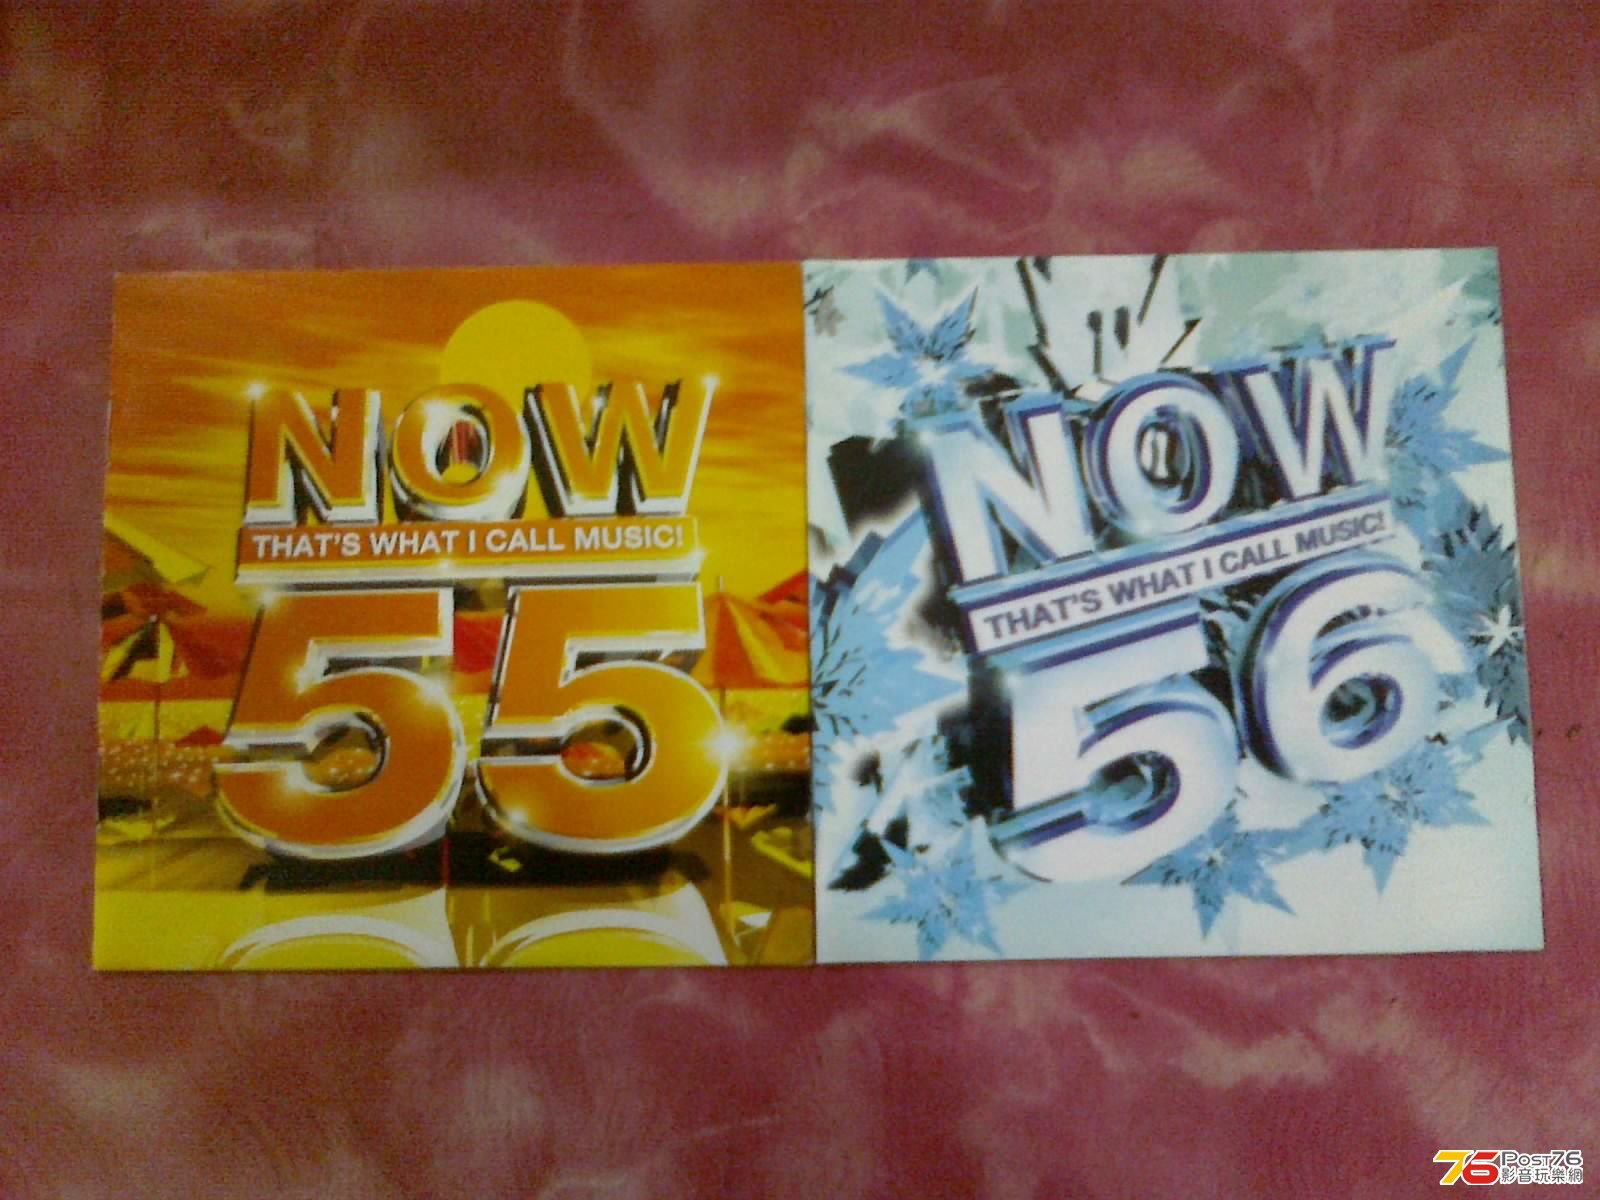 NOW
THAT'S WHAT I CALL MUSIC!
55
NOW
THAT'S WHAT I CALL MUSIC!
56
76 Post76
影音玩樂網